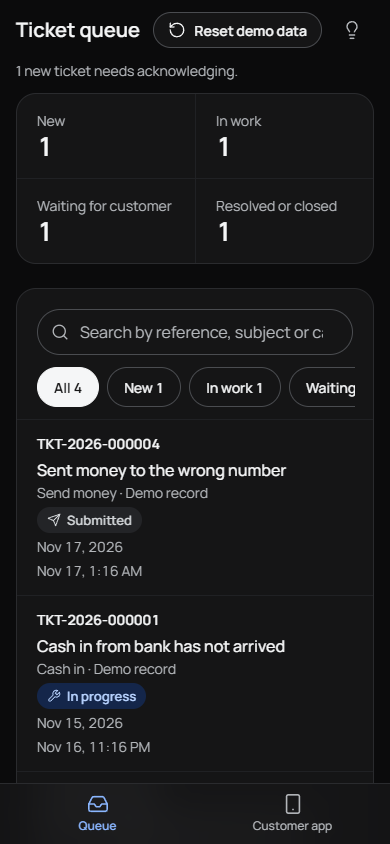 Ticket queue
Reset demo data
1 new ticket needs acknowledging.
New
1
In work
1
Waiting for customer
1
Resolved or closed
1
Search by reference, subject or ca
All 4
New 1
In work 1
Waiting
TKT-2026-000004
Sent money to the wrong number
Send money · Demo record
Submitted
Nov 17, 2026
Nov 17, 1:16 AM
TKT-2026-000001
Cash in from bank has not arrived
Cash in · Demo record
In progress
Nov 15, 2026
Nov 16, 11:16 PM
Queue
Customer app